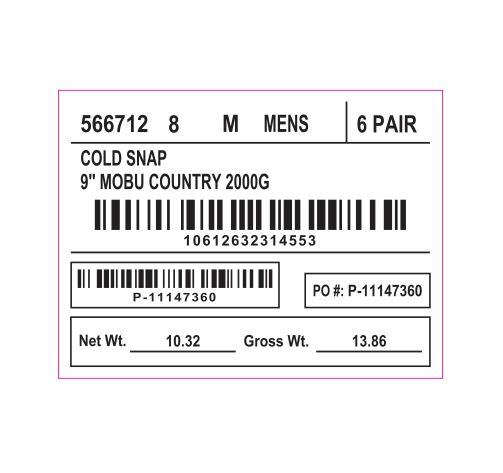 566712 8 M MENS 6 PAIR
COLD SNAP
9" MOBU COUNTRY 2000G
10612632314553
P-11147360
PO #: P-11147360
Net Wt. 10.32 Gross Wt. 13.86